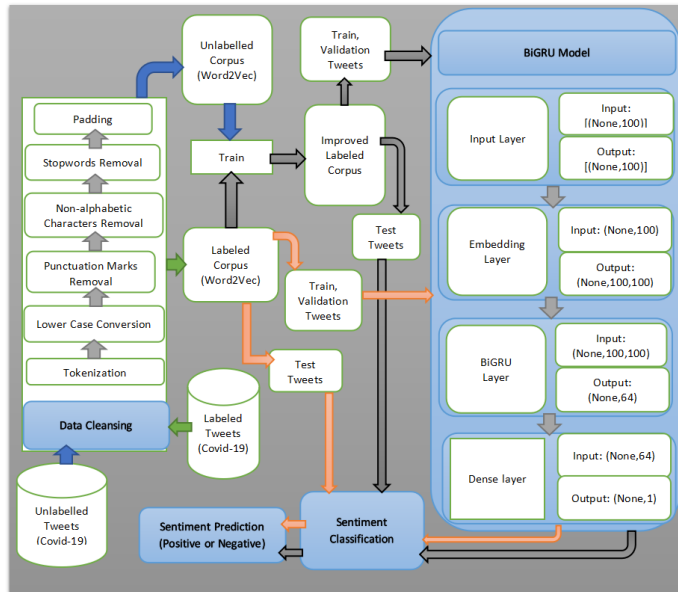 Unlabelled
Corpus
(Word2Vec)
Train,
Validation
Tweets
BiGRU Model
Padding
Stopwords Removal
Non-alphabetic
Characters Removal
Punctuation Marks
Removal
Lower Case Conversion
Tokenization
Data Cleansing
Unlabelled
Tweets
(Covid-19)
Labeled
Tweets
(Covid-19)
Train
Improved
Labeled
Corpus
Labeled
Corpus
(Word2Vec)
Test
Tweets
Train,
Validation
Tweets
Test
Tweets
Input Layer
Input:
[(None,100)]
Output:
[(None,100)]
Embedding
Layer
Input: (None,100)
Output:
(None,100,100)
BiGRU
Layer
Input:
(None,100,100)
Output:
(None,64)
Dense layer
Input: (None,64)
Output: (None,1)
Sentiment Prediction
(Positive or Negative)
Sentiment
Classification